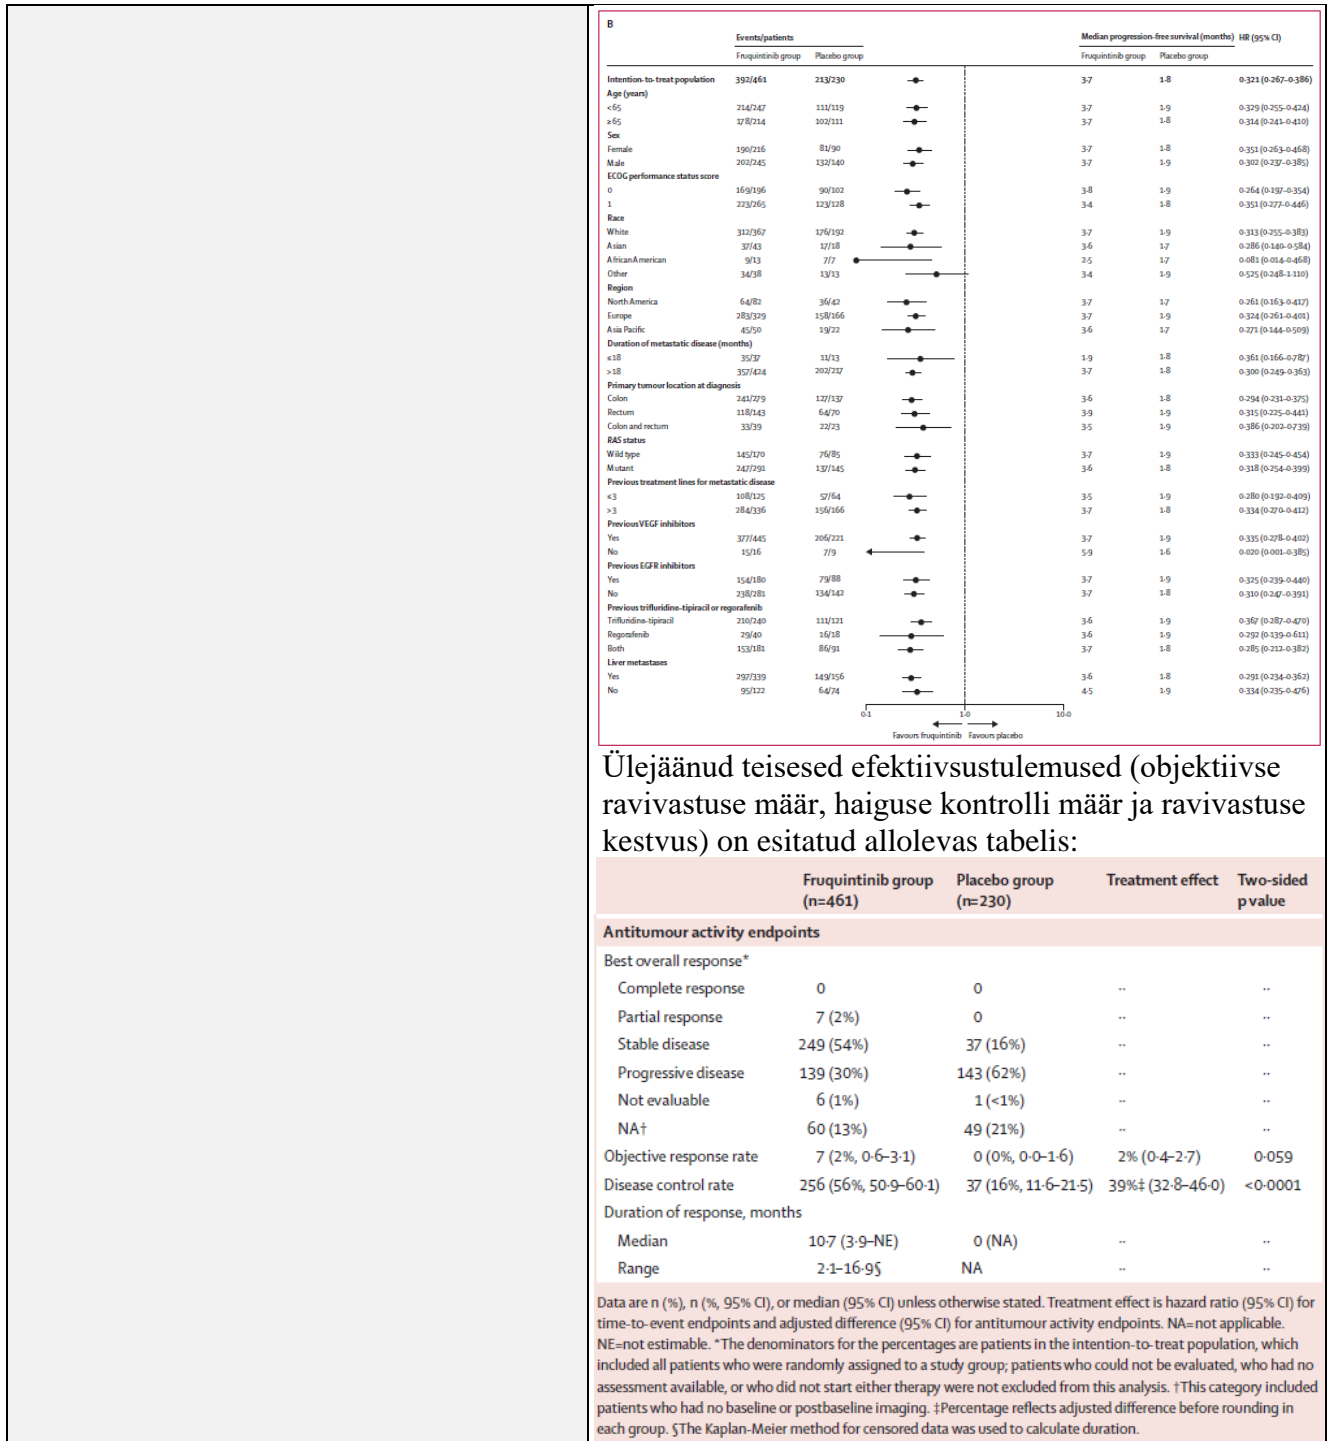 B
Events/patients Median progression-free survival (months) HR (95% CI)
Fruquintinib group Placebo group Fruquintinib group Placebo group
Intention-to-treat population 392/461 213/230 3·7 1·8 0·321 (0·267–0·386)
Age (years)
<65 214/247 111/119 3·7 1·9 0·329 (0·255–0·424)
≥65 178/214 102/111 3·7 1·8 0·314 (0·241–0·410)
Sex
Female 190/216 81/90 3·7 1·8 0·351 (0·263–0·468)
Male 202/245 132/140 3·7 1·9 0·302 (0·237–0·385)
ECOG performance status score
0 169/196 90/102 3·8 1·9 0·264 (0·197–0·354)
1 223/265 123/128 3·4 1·8 0·351 (0·277–0·446)
Race
White 312/367 176/192 3·7 1·9 0·313 (0·255–0·383)
Asian 37/43 17/18 3·6 1·7 0·286 (0·140–0·584)
African American 9/13 7/7 2·5 1·7 0·081 (0·014–0·468)
Other 34/38 13/13 3·4 1·9 0·525 (0·248–1·110)
Region
North America 64/82 36/42 3·7 1·7 0·261 (0·163–0·417)
Europe 283/329 158/166 3·7 1·9 0·324 (0·261–0·401)
Asia Pacific 45/50 19/22 3·6 1·7 0·271 (0·144–0·509)
Duration of metastatic disease (months)
≤18 35/37 11/13 1·9 1·8 0·361 (0·166–0·787)
>18 357/424 202/217 3·7 1·8 0·300 (0·249–0·363)
Primary tumour location at diagnosis
Colon 241/279 127/137 3·6 1·8 0·294 (0·231–0·375)
Rectum 118/143 64/70 3·9 1·9 0·315 (0·225–0·441)
Colon and rectum 33/39 22/23 3·5 1·9 0·386 (0·202–0·739)
RAS status
Wild type 145/170 76/85 3·7 1·9 0·333 (0·245–0·454)
Mutant 247/291 137/145 3·6 1·8 0·318 (0·254–0·399)
Previous treatment lines for metastatic disease
≤3 108/125 57/64 3·5 1·9 0·280 (0·192–0·409)
>3 284/336 156/166 3·7 1·8 0·334 (0·270–0·412)
Previous VEGF inhibitors
Yes 377/445 206/221 3·7 1·9 0·335 (0·278–0·402)
No 15/16 7/9 5·9 1·6 0·020 (0·001–0·385)
Previous EGFR inhibitors
Yes 154/180 79/88 3·7 1·9 0·325 (0·239–0·440)
No 238/281 134/142 3·7 1·8 0·310 (0·247–0·391)
Previous trifluridine-tipiracil or regorafenib
Trifluridine-tipiracil 210/240 111/121 3·6 1·9 0·367 (0·287–0·470)
Regorafenib 29/40 16/18 3·6 1·9 0·292 (0·139–0·611)
Both 153/181 86/91 3·7 1·8 0·285 (0·212–0·382)
Liver metastases
Yes 297/339 149/156 3·6 1·8 0·291 (0·234–0·362)
No 95/122 64/74 4·5 1·9 0·334 (0·235–0·476)
0·1 1·0 10·0
Favours fruquintinib Favours placebo
Ülejäänud teisesed efektiivsustulemused (objektiivse
ravivastuse määr, haiguse kontrolli määr ja ravivastuse
kestvus) on esitatud allolevas tabelis:
Fruquintinib group Placebo group Treatment effect Two-sided
(n=461) (n=230) p value
Antitumour activity endpoints
Best overall response*
Complete response 0 0 ·· ··
Partial response 7 (2%) 0 ·· ··
Stable disease 249 (54%) 37 (16%) ·· ··
Progressive disease 139 (30%) 143 (62%) ·· ··
Not evaluable 6 (1%) 1 (<1%) ·· ··
NA† 60 (13%) 49 (21%) ·· ··
Objective response rate 7 (2%, 0·6–3·1) 0 (0%, 0·0–1·6) 2% (0·4–2·7) 0·059
Disease control rate 256 (56%, 50·9–60·1) 37 (16%, 11·6–21·5) 39%‡ (32·8–46·0) <0·0001
Duration of response, months
Median 10·7 (3·9–NE) 0 (NA) ·· ··
Range 2·1–16·9§ NA ·· ··
Data are n (%), n (%, 95% CI), or median (95% CI) unless otherwise stated. Treatment effect is hazard ratio (95% CI) for
time-to-event endpoints and adjusted difference (95% CI) for antitumour activity endpoints. NA=not applicable.
NE=not estimable. *The denominators for the percentages are patients in the intention-to-treat population, which
included all patients who were randomly assigned to a study group; patients who could not be evaluated, who had no
assessment available, or who did not start either therapy were not excluded from this analysis. †This category included
patients who had no baseline or postbaseline imaging. ‡Percentage reflects adjusted difference before rounding in
each group. §The Kaplan-Meier method for censored data was used to calculate duration.